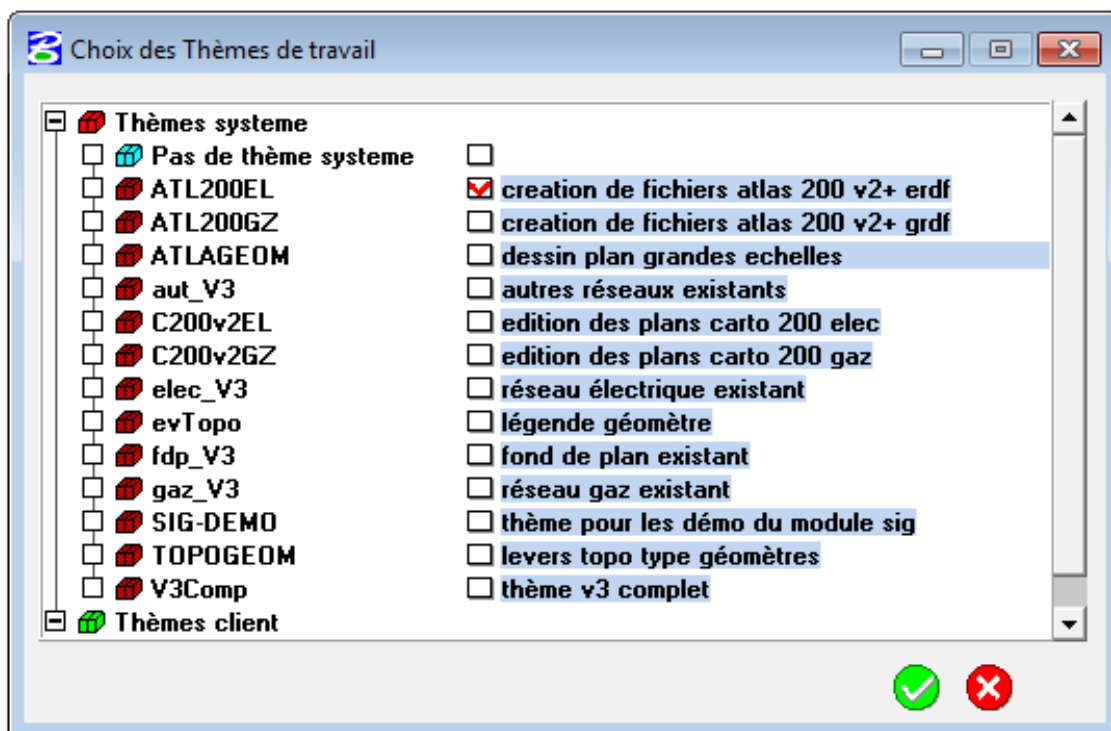 Choix des Thèmes de travail
Thèmes systeme
Pas de thème systeme
ATL200EL creation de fichiers atlas 200 v2+ erdf
ATL200GZ creation de fichiers atlas 200 v2+ grdf
ATLAGEOM dessin plan grandes echelles
aut_V3 autres réseaux existants
C200v2EL edition des plans carto 200 elec
C200v2GZ edition des plans carto 200 gaz
elec_V3 réseau électrique existant
evTopo légende géomètre
fdp_V3 fond de plan existant
gaz_V3 réseau gaz existant
SIG-DEMO thème pour les démo du module sig
TOPOGEOM levers topo type géomètres
V3Comp thème v3 complet
Thèmes client